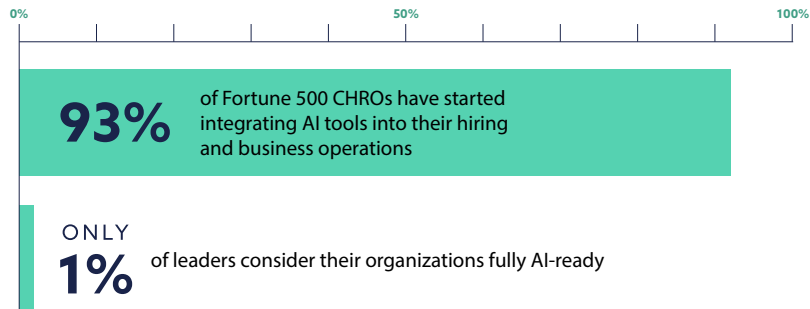 0% 50% 100%
93%
of Fortune 500 CHROs have started
integrating AI tools into their hiring
and business operations
ONLY
1%
of leaders consider their organizations fully AI-ready